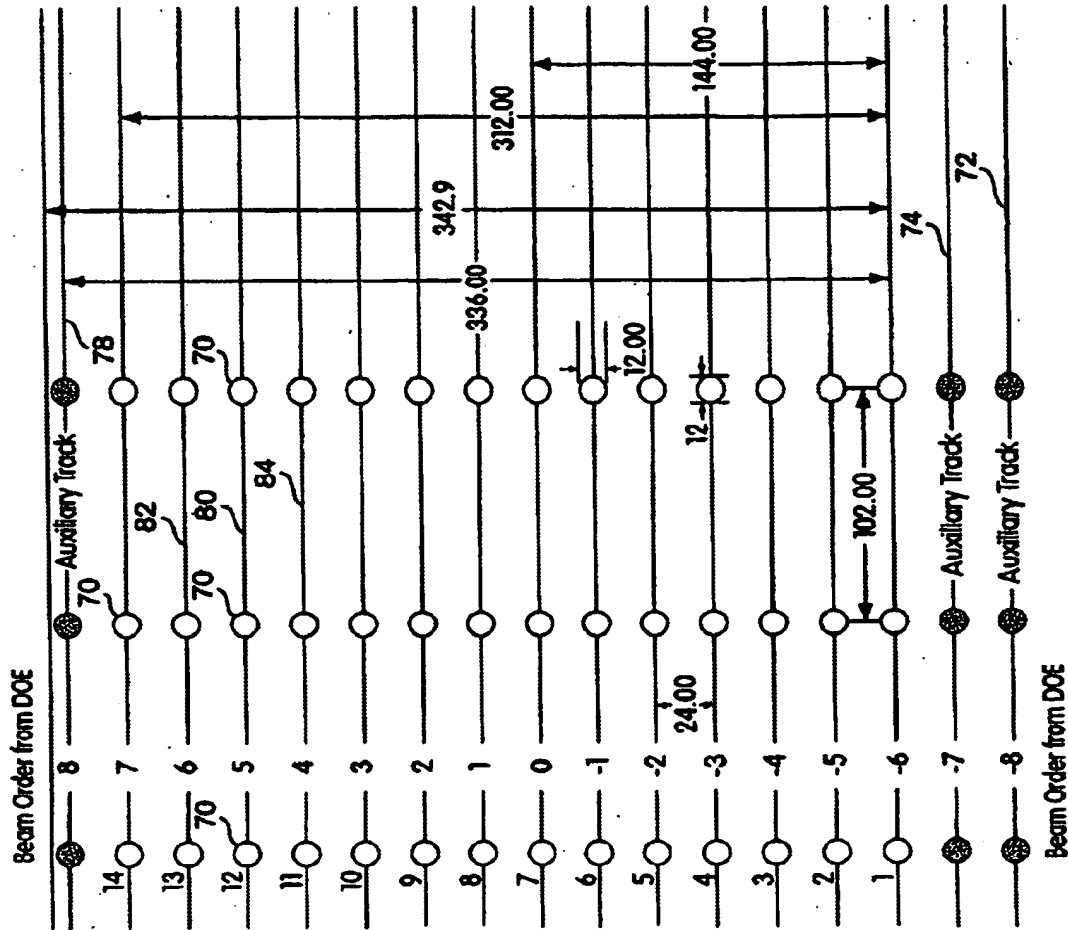 Beam Order from DOE
8 Auxiliary Track 78
14 7 70
13 6 82
12 70 5 70 80 70
11 4 84
10 3
9 2
8 1
7 0
6 -1
5 -2
4 -3
3 -4
2 -5
1 -6
-7 Auxiliary Track 74
-8 Auxiliary Track 72
24.00
12.00
12
102.00
336.00
342.9
312.00
144.00
Beam Order from DOE